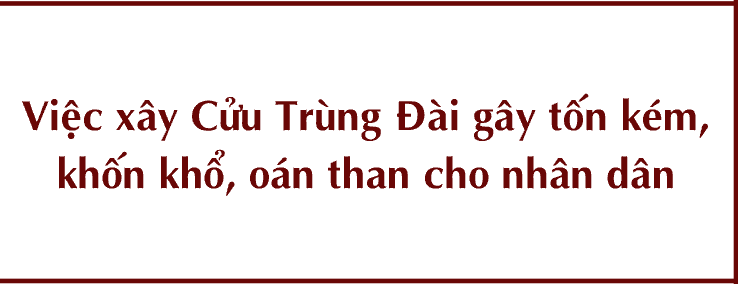 Việc xây Cửu Trùng Đài gây tốn kém,
khốn khổ, oán than cho nhân dân